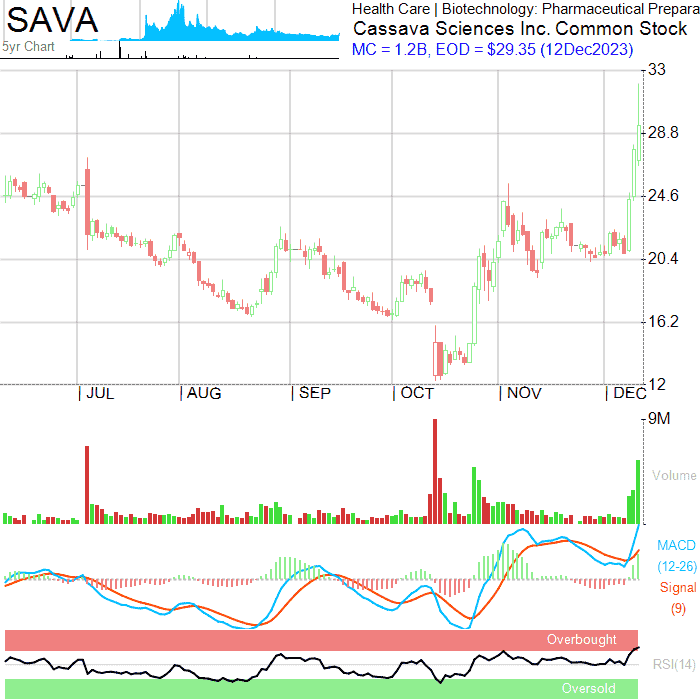 SAVA
5yr Chart
Health Care | Biotechnology: Pharmaceutical Prepara
Cassava Sciences Inc. Common Stock
MC = 1.2B, EOD = $29.35 (12Dec2023)
33
28.8
24.6
20.4
16.2
12
JUL AUG SEP OCT NOV DEC
9M
Volume
MACD
(12-26)
Signal
(9)
Overbought
RSI(14)
Oversold